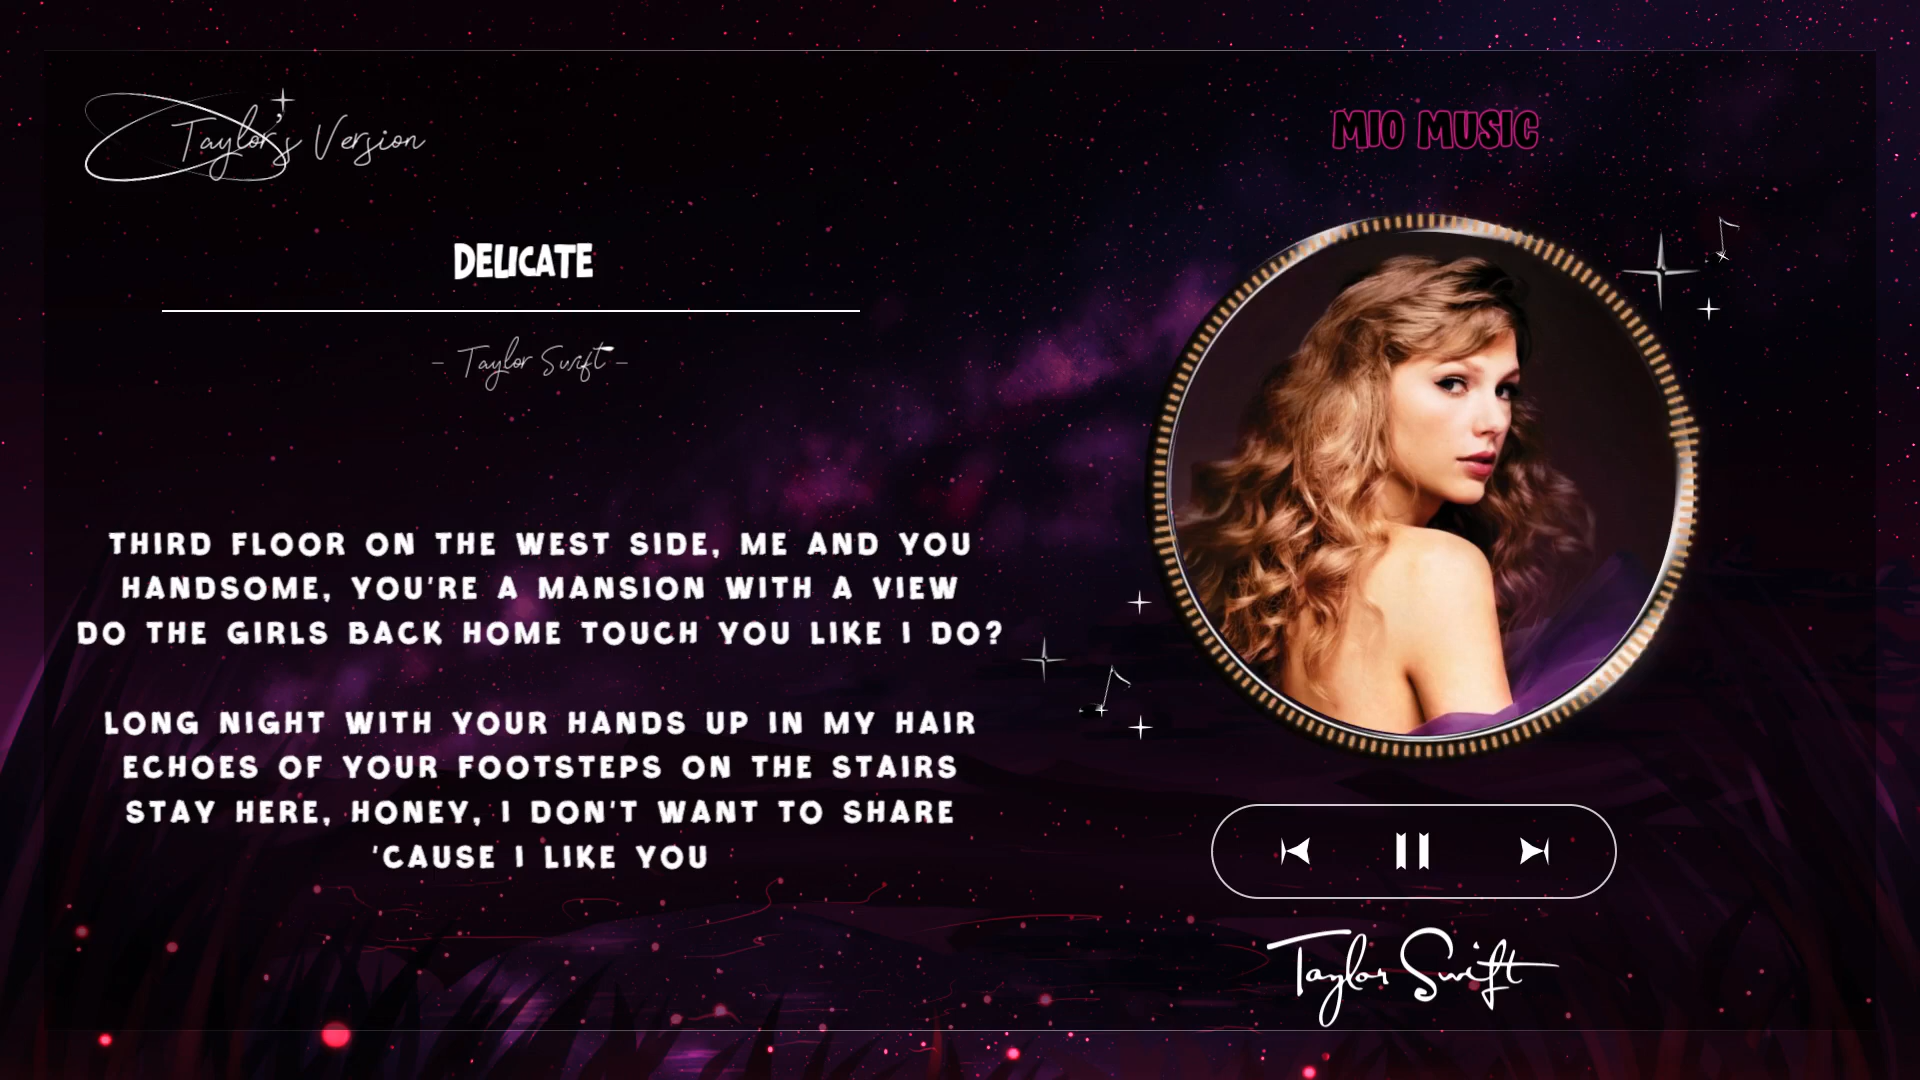 Taylor's Version
MIO MUSIC
DELICATE
- Taylor Swift -
THIRD FLOOR ON THE WEST SIDE, ME AND YOU
HANDSOME, YOU'RE A MANSION WITH A VIEW
DO THE GIRLS BACK HOME TOUCH YOU LIKE I DO?
LONG NIGHT WITH YOUR HANDS UP IN MY HAIR
ECHOES OF YOUR FOOTSTEPS ON THE STAIRS
STAY HERE, HONEY, I DON'T WANT TO SHARE
'CAUSE I LIKE YOU
Taylor Swift